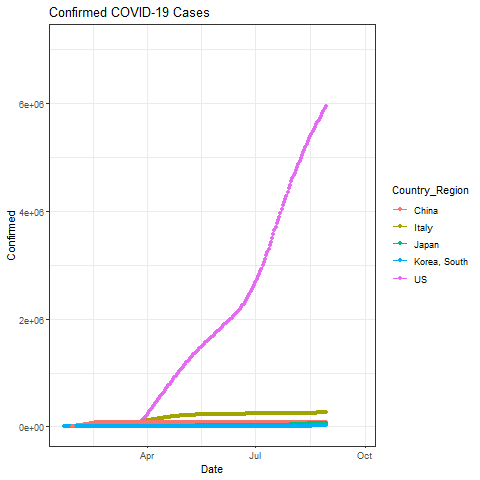 Confirmed COVID-19 Cases
6e+06
4e+06
2e+06
0e+00
Confirmed
Apr
Jul
Oct
Date
Country_Region
China
Italy
Japan
Korea, South
US